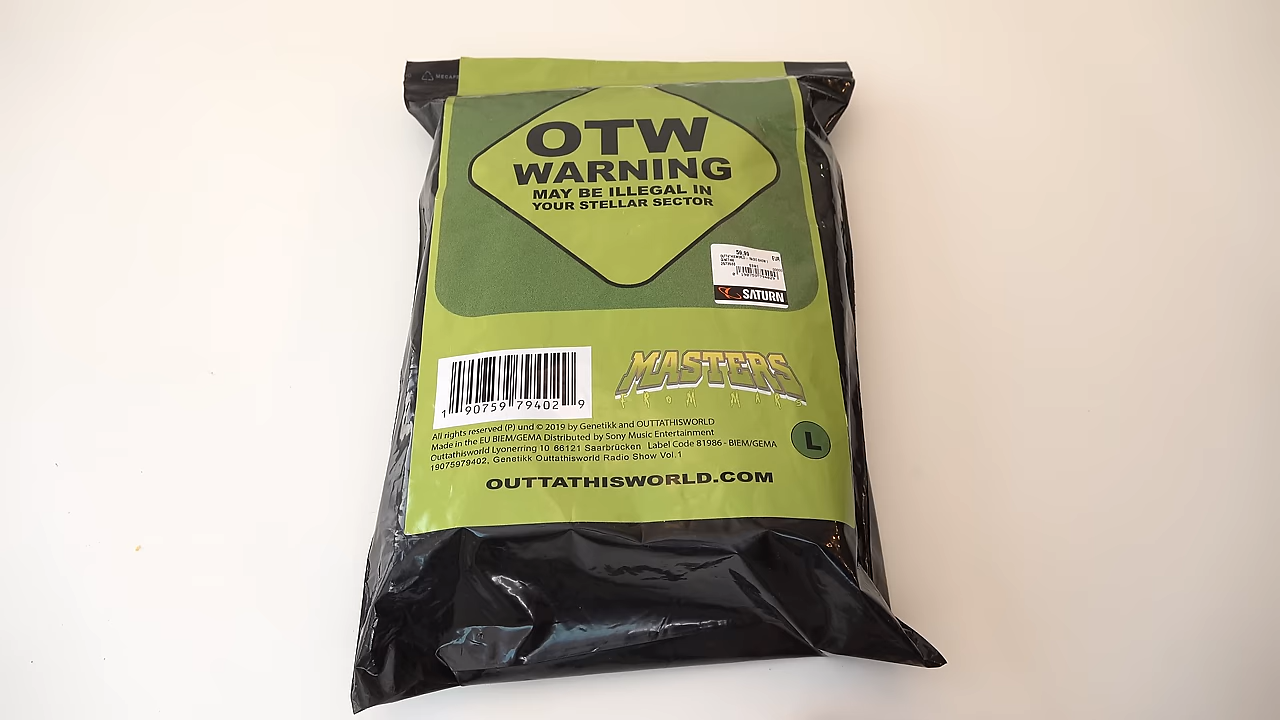 OTW
WARNING
MAY BE ILLEGAL IN
YOUR STELLAR SECTOR
EUR
SATURN
MASTERS
FROM MARS
1 90759 79402 9
All rights reserved (P) und © 2019 by Genetikk and OUTTATHISWORLD
Made in the EU BIEM/GEMA Distributed by Sony Music Entertainment
Outtathisworld Lyonerring 10 66121 Saarbrücken Label Code 81986 - BIEM/GEMA
19075979402, Genetikk Outtathisworld Radio Show Vol.1
L
OUTTATHISWORLD.COM